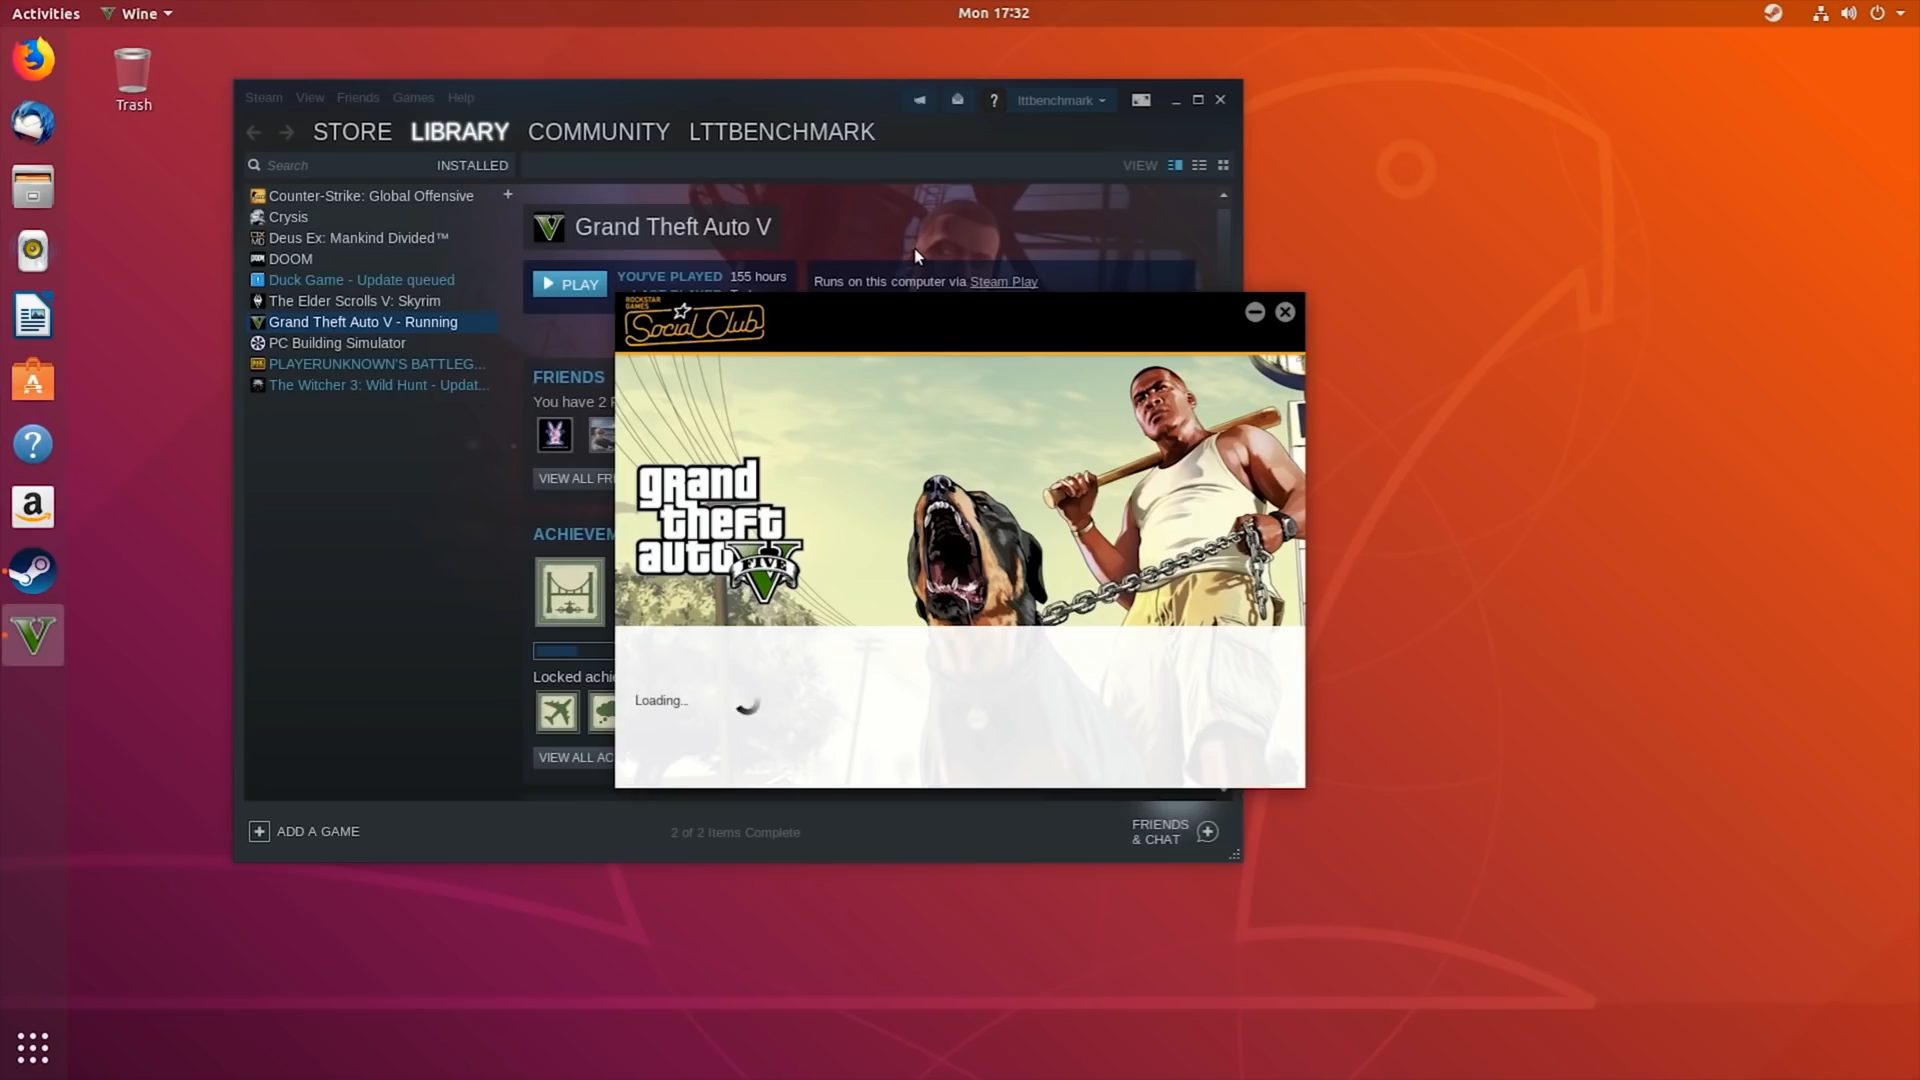 Activities
Wine
Mon 17:32
Trash
Steam View Friends Games Help
?
lttbenchmark
STORE LIBRARY COMMUNITY LTTBENCHMARK
Search
INSTALLED
VIEW
Counter-Strike: Global Offensive
+
Crysis
Deus Ex: Mankind Divided™
DOOM
Duck Game - Update queued
The Elder Scrolls V: Skyrim
Grand Theft Auto V - Running
PC Building Simulator
PLAYERUNKNOWN'S BATTLEG...
The Witcher 3: Wild Hunt - Updat...
Grand Theft Auto V
PLAY
YOU'VE PLAYED 155 hours
Runs on this computer via Steam Play
FRIENDS
You have 2
VIEW ALL FR
ACHIEVEM
Locked achie
VIEW ALL AC
ROCKSTAR
GAMES
Social Club
grand
theft
auto
FIVE
Loading...
ADD A GAME
2 of 2 Items Complete
FRIENDS
& CHAT